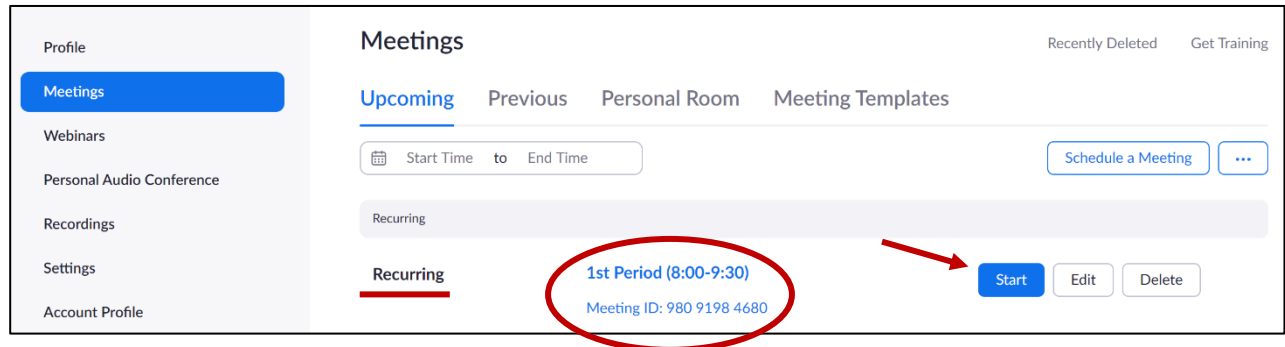 Profile
Meetings
Webinars
Personal Audio Conference
Recordings
Settings
Account Profile
Meetings
Recently Deleted Get Training
Upcoming Previous Personal Room Meeting Templates
Start Time to End Time
Schedule a Meeting ...
Recurring
Recurring 1st Period (8:00-9:30) Start Edit Delete
Meeting ID: 980 9198 4680